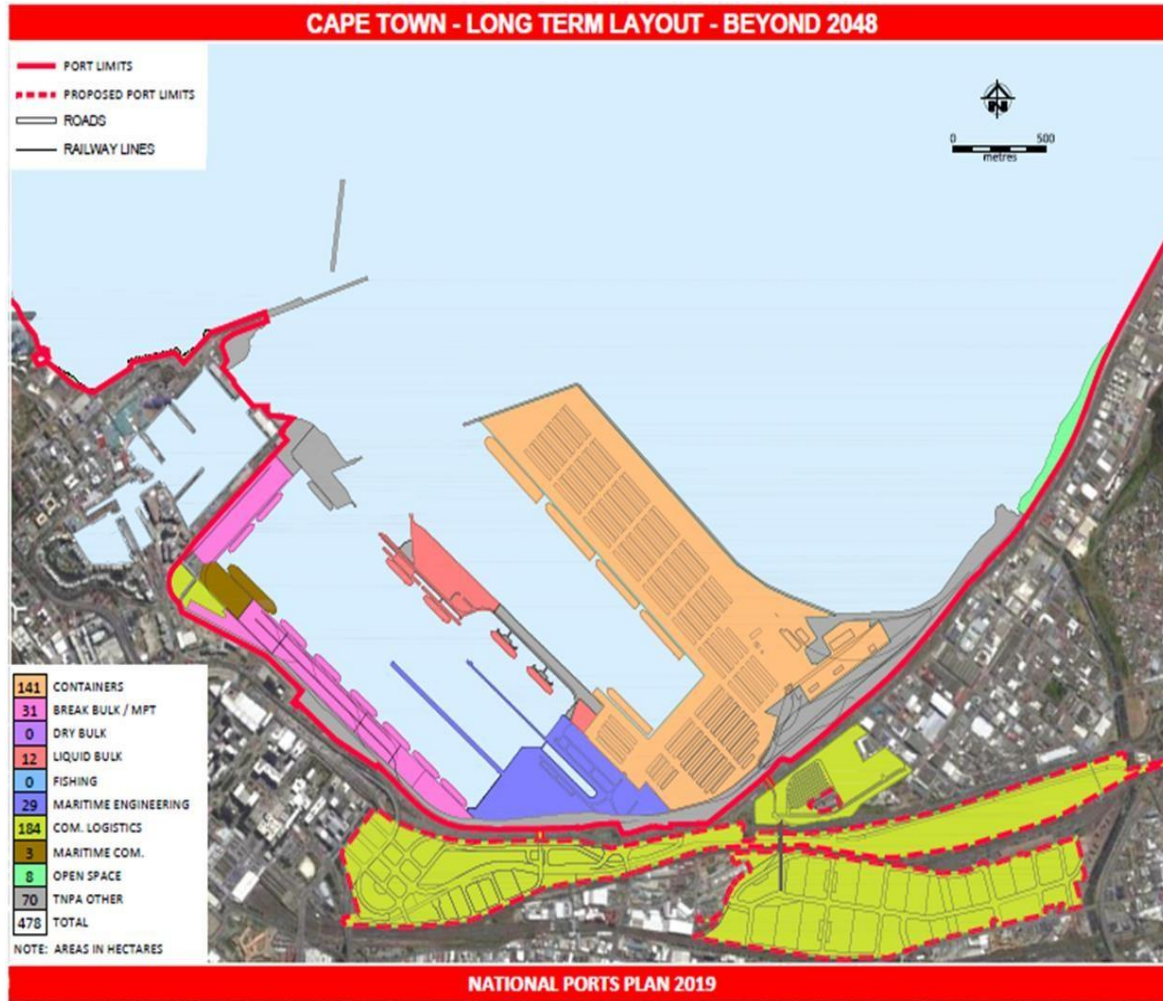 CAPE TOWN - LONG TERM LAYOUT - BEYOND 2048
PORT LIMITS
PROPOSED PORT LIMITS
ROADS
RAILWAY LINES
N
0 500
metres
141 CONTAINERS
31 BREAK BULK / MPT
0 DRY BULK
12 LIQUID BULK
0 FISHING
29 MARITIME ENGINEERING
184 COM. LOGISTICS
3 MARITIME COM.
8 OPEN SPACE
70 TNPA OTHER
478 TOTAL
NOTE: AREAS IN HECTARES
NATIONAL PORTS PLAN 2019